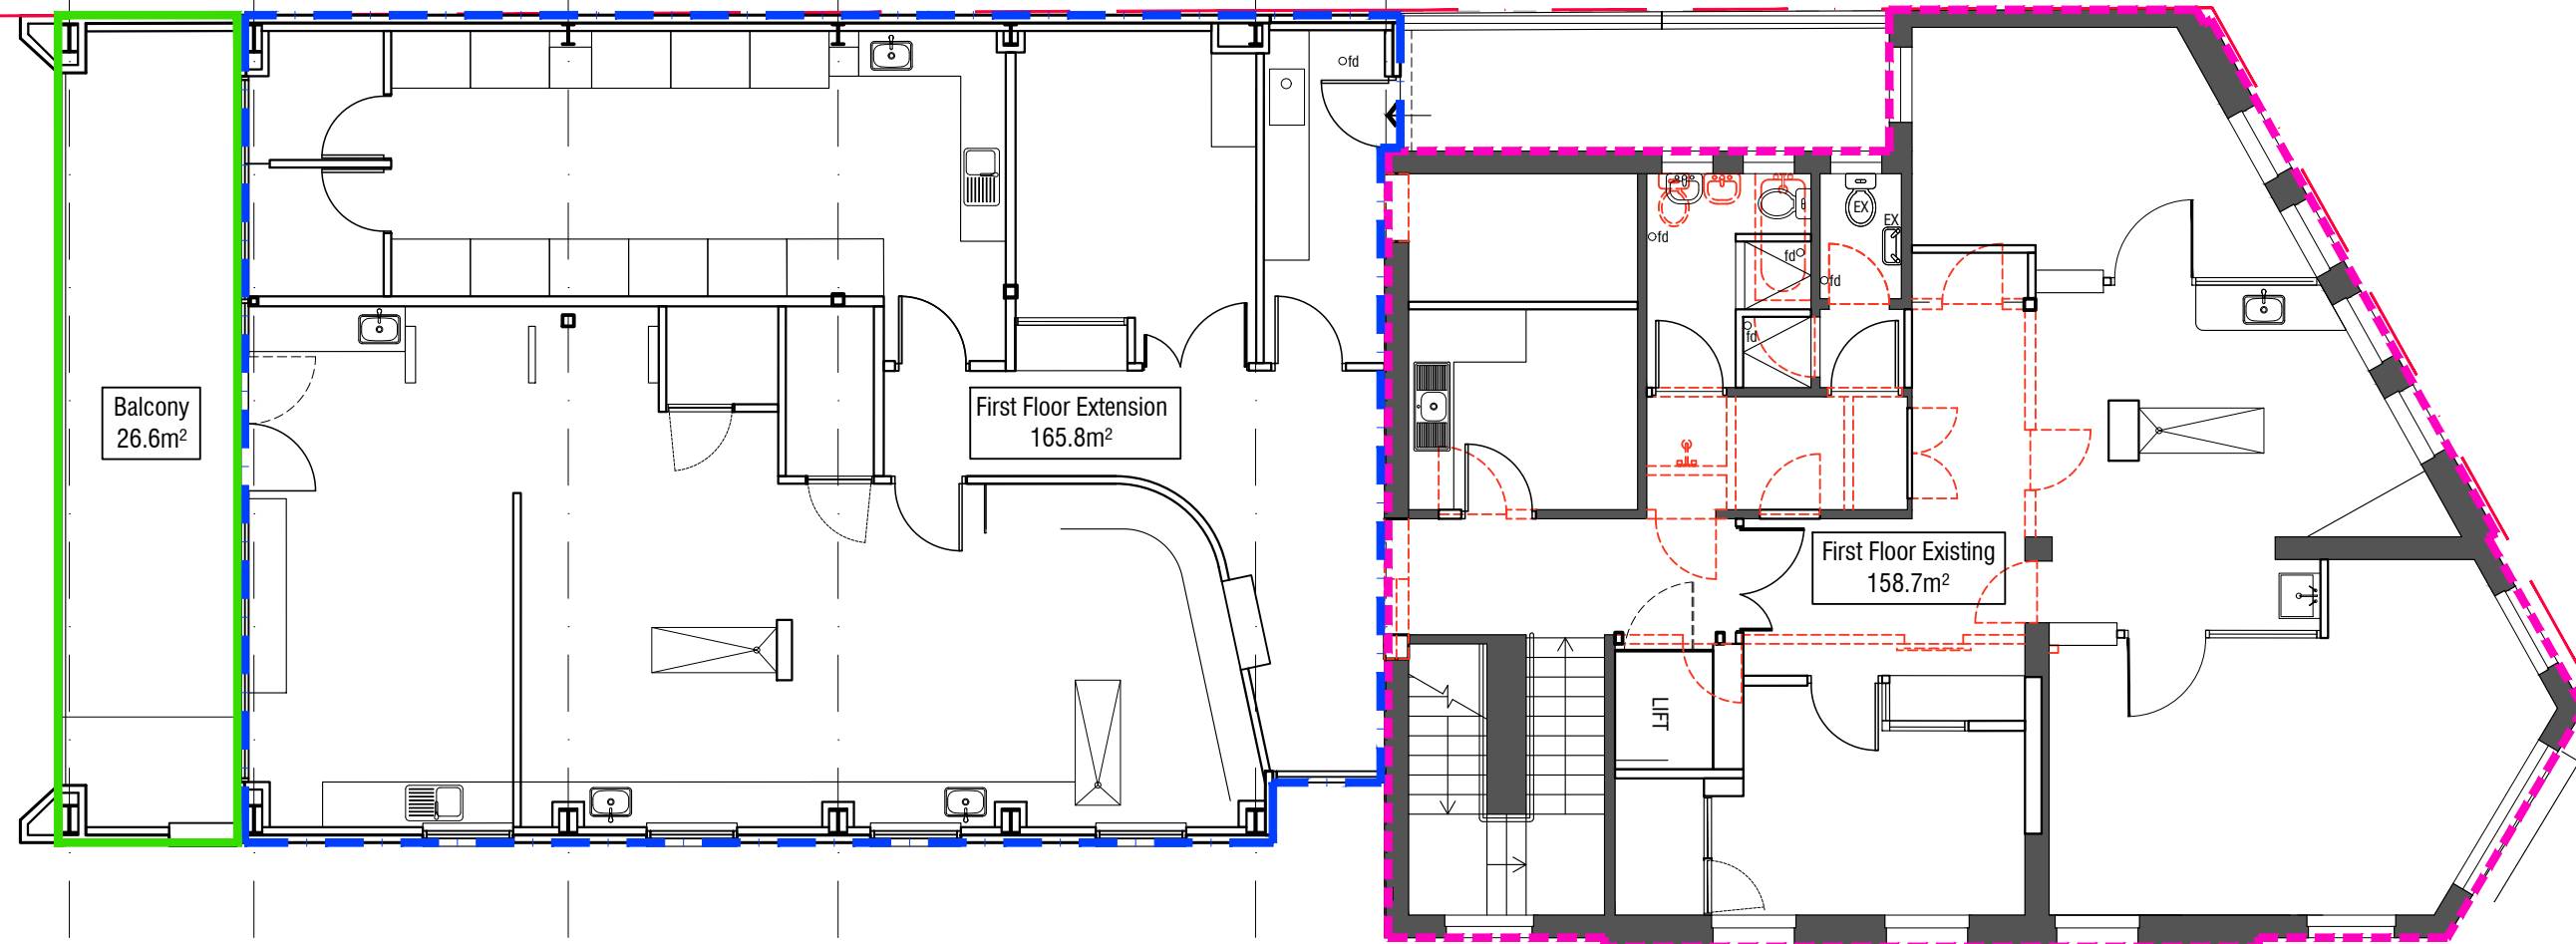 fd
fd
EX
EX
fd
fd
fd
Balcony
26.6m²
First Floor Extension
165.8m²
First Floor Existing
158.7m²
LIFT